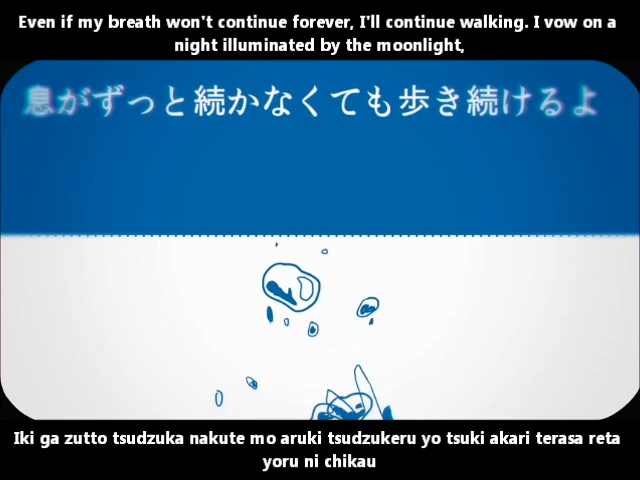 Even if my breath won't continue forever, I'll continue walking. I vow on a
night illuminated by the moonlight,
息がずっと続かなくても歩き続けるよ
Iki ga zutto tsudzuka nakute mo aruki tsudzukeru yo tsuki akari terasa reta
yoru ni chikau